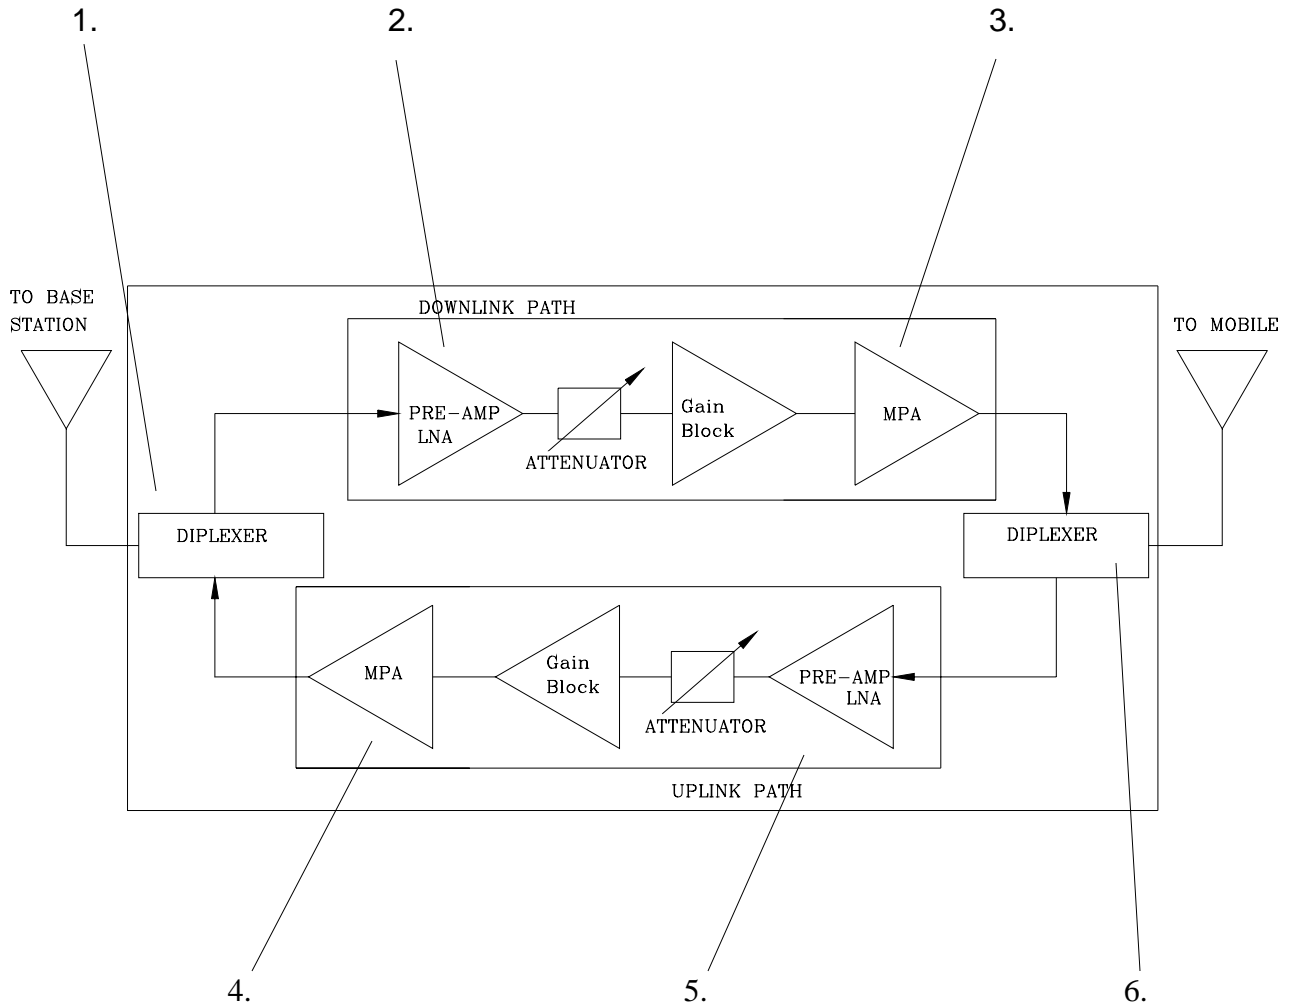 1.
2.
3.
TO BASE
STATION
DOWNLINK PATH
TO MOBILE
PRE-AMP
LNA
ATTENUATOR
Gain
Block
MPA
DIPLEXER
DIPLEXER
MPA
Gain
Block
ATTENUATOR
PRE-AMP
LNA
UPLINK PATH
4.
5.
6.